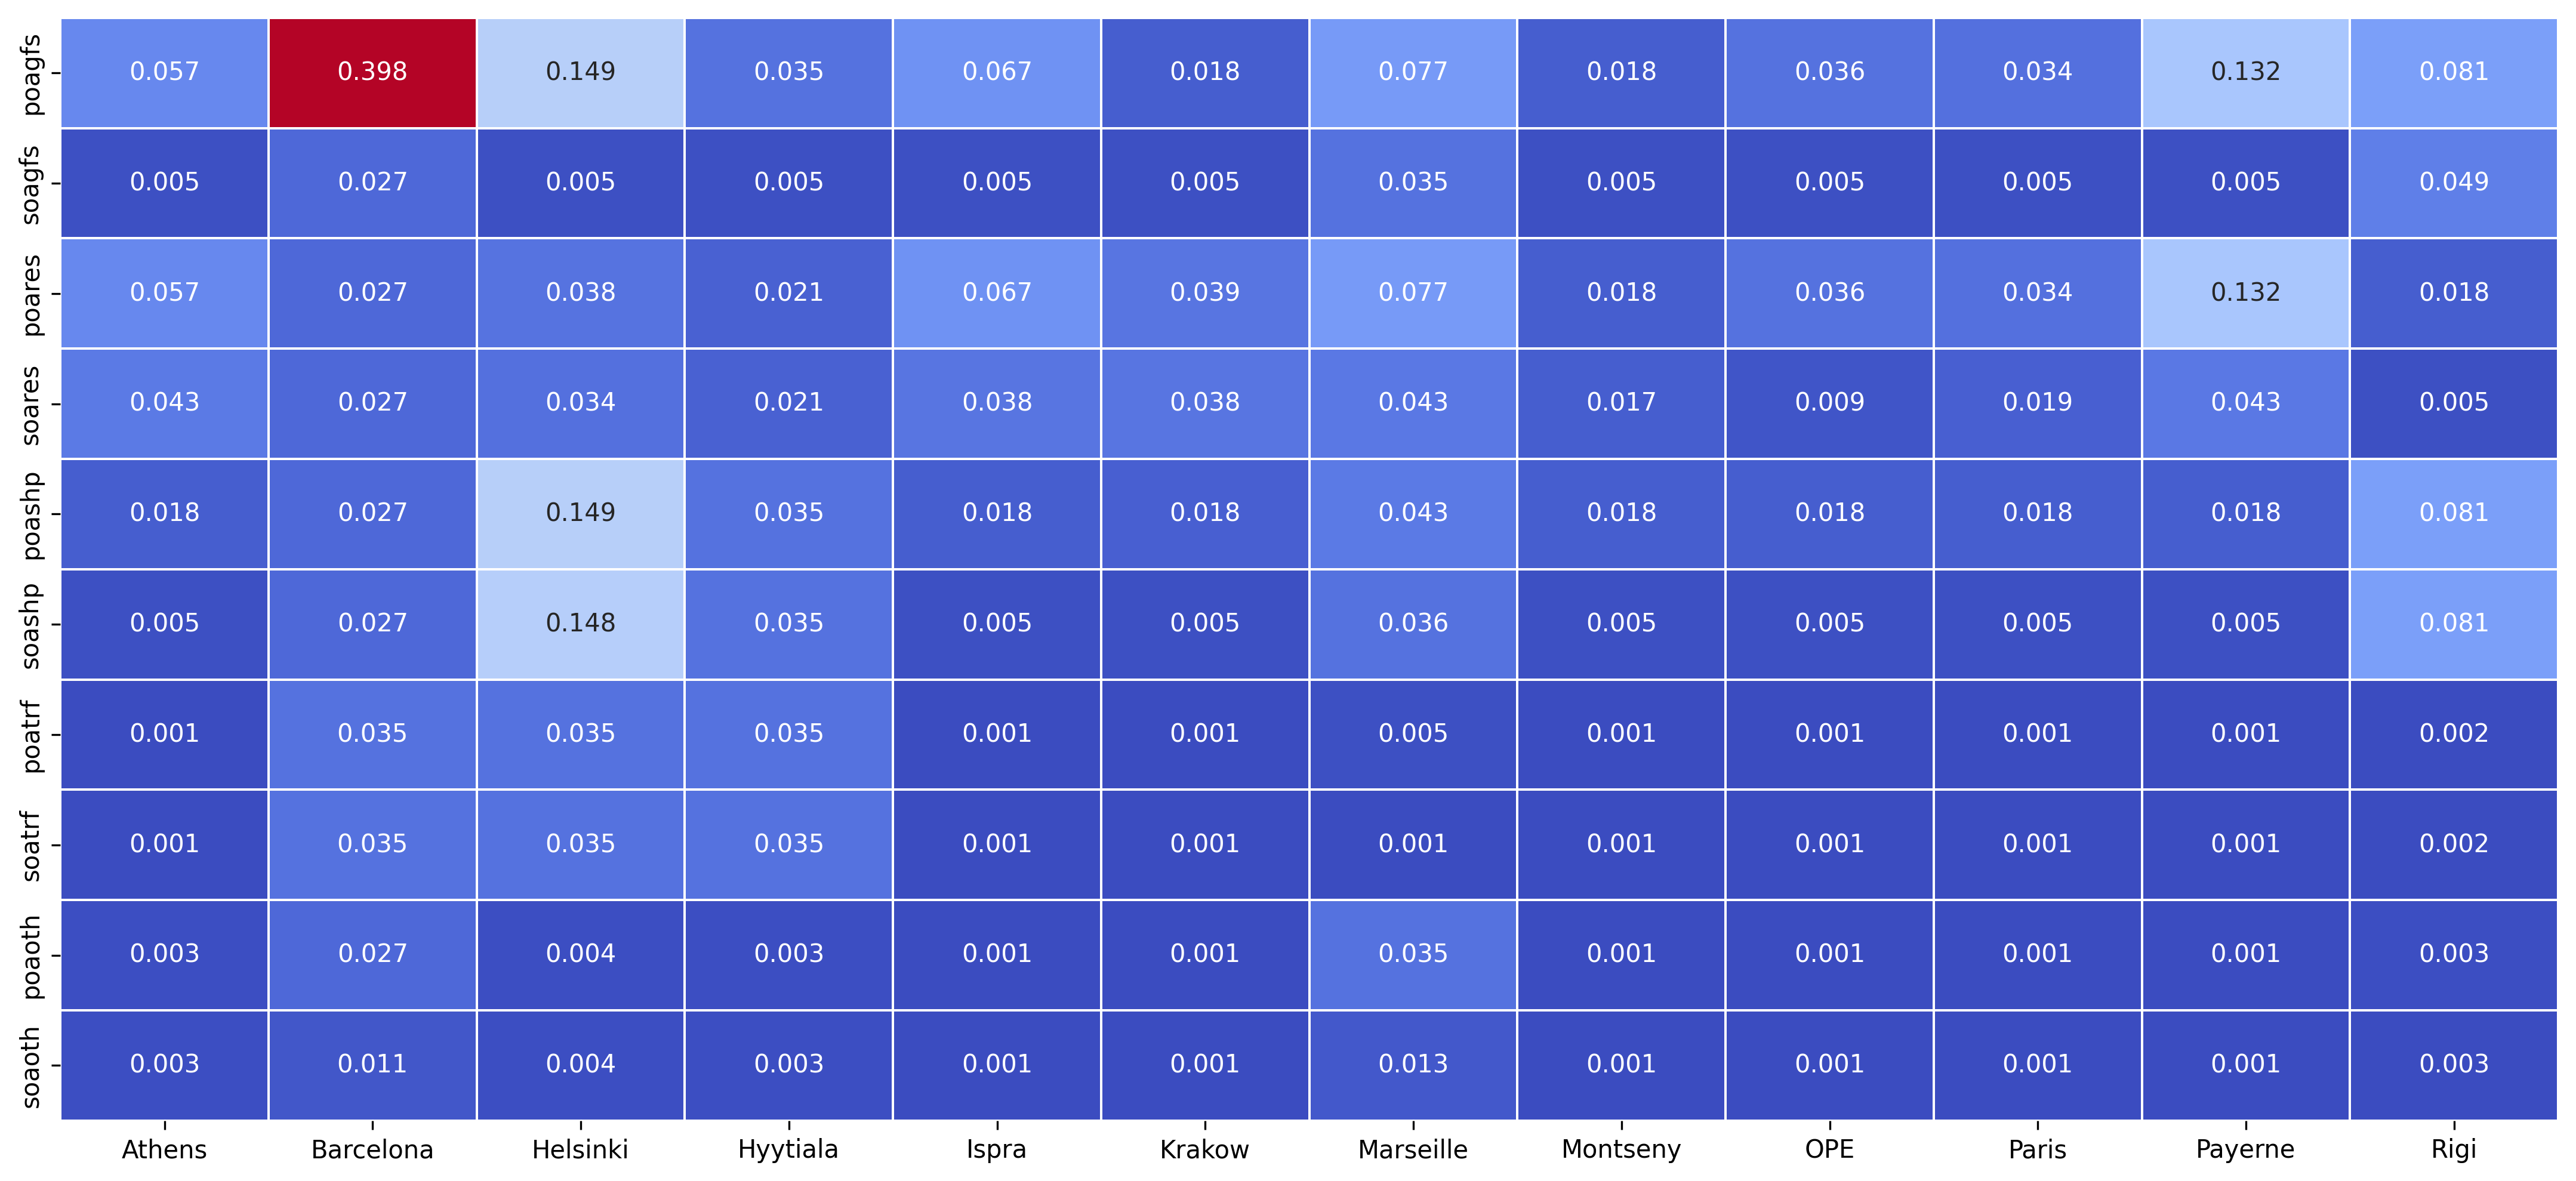 poagfs 0.057 0.398 0.149 0.035 0.067 0.018 0.077 0.018 0.036 0.034 0.132 0.081
soagfs 0.005 0.027 0.005 0.005 0.005 0.005 0.035 0.005 0.005 0.005 0.005 0.049
poares 0.057 0.027 0.038 0.021 0.067 0.039 0.077 0.018 0.036 0.034 0.132 0.018
soares 0.043 0.027 0.034 0.021 0.038 0.038 0.043 0.017 0.009 0.019 0.043 0.005
poashp 0.018 0.027 0.149 0.035 0.018 0.018 0.043 0.018 0.018 0.018 0.018 0.081
soashp 0.005 0.027 0.148 0.035 0.005 0.005 0.036 0.005 0.005 0.005 0.005 0.081
poatrf 0.001 0.035 0.035 0.035 0.001 0.001 0.005 0.001 0.001 0.001 0.001 0.002
soatrf 0.001 0.035 0.035 0.035 0.001 0.001 0.001 0.001 0.001 0.001 0.001 0.002
poaoth 0.003 0.027 0.004 0.003 0.001 0.001 0.035 0.001 0.001 0.001 0.001 0.003
soaoth 0.003 0.011 0.004 0.003 0.001 0.001 0.013 0.001 0.001 0.001 0.001 0.003
Athens Barcelona Helsinki Hyytiala Ispra Krakow Marseille Montseny OPE Paris Payerne Rigi